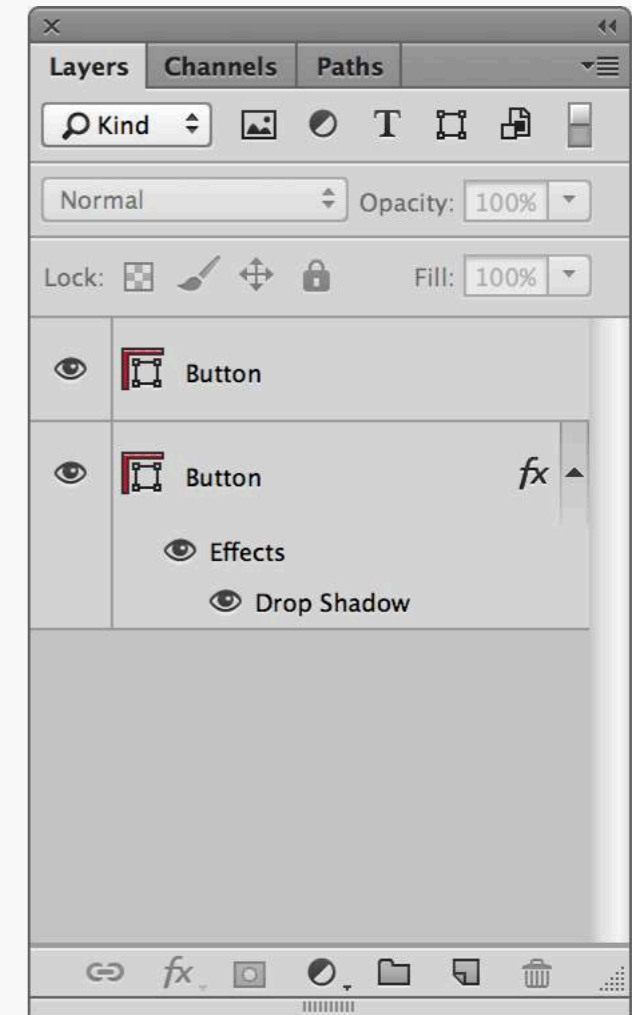 Layers Channels Paths
Kind T
Normal Opacity: 100%
Lock: Fill: 100%
Button
Button fx
Effects
Drop Shadow
fx